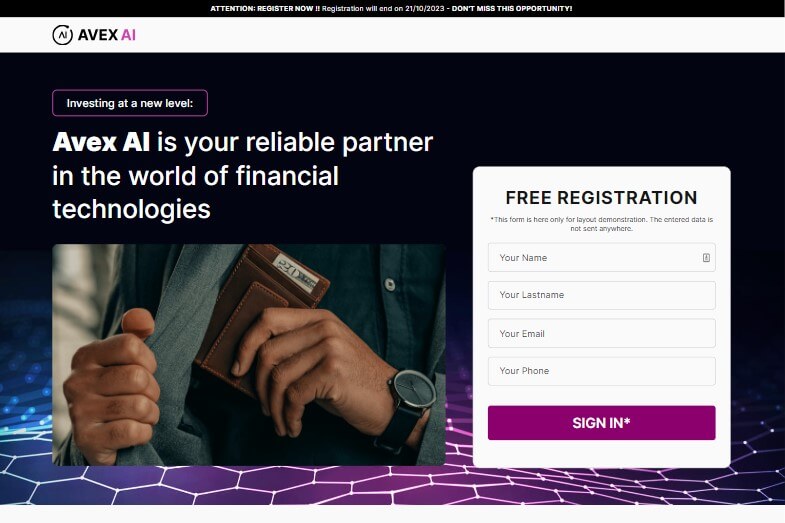 ATTENTION: REGISTER NOW !! Registration will end on 21/10/2023 - DON'T MISS THIS OPPORTUNITY!
AI AVEX AI
Investing at a new level:
Avex AI is your reliable partner
in the world of financial
technologies
FREE REGISTRATION
*This form is here only for layout demonstration. The entered data is
not sent anywhere.
Your Name
Your Lastname
Your Email
Your Phone
SIGN IN*